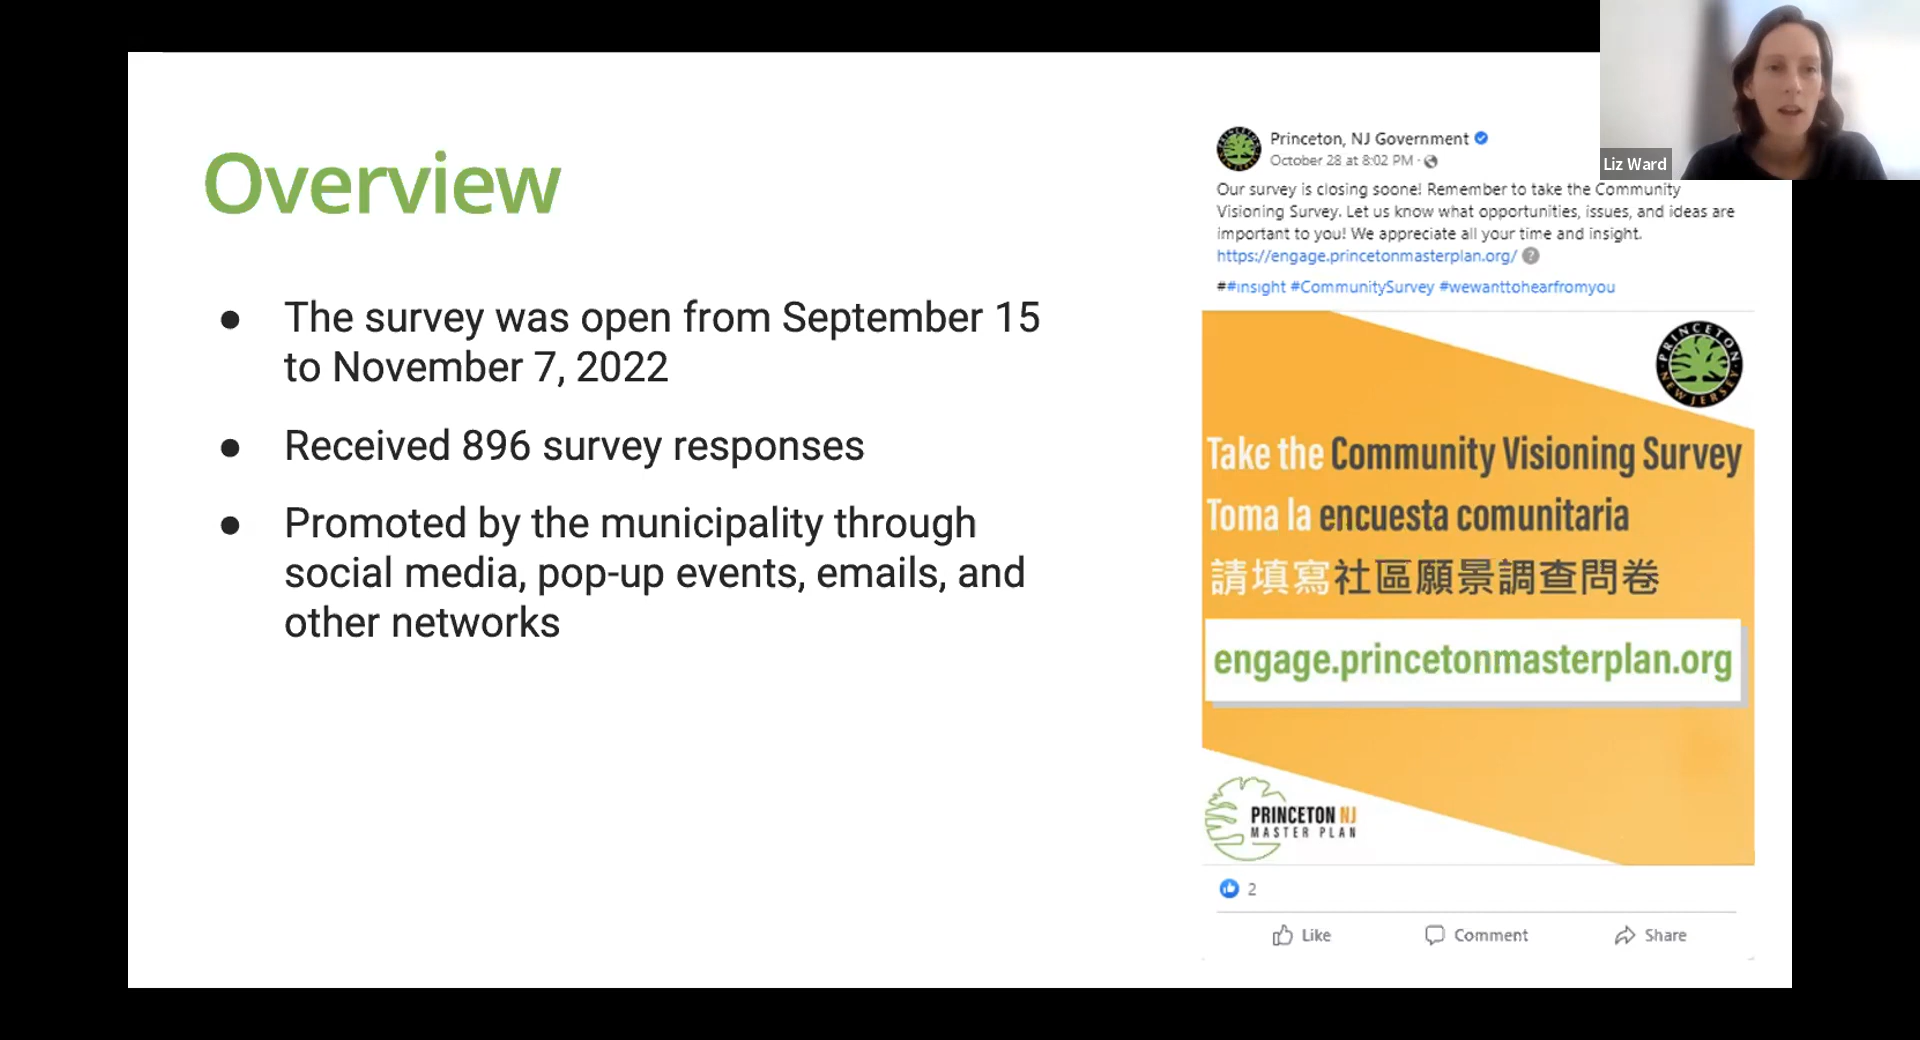 Overview
● The survey was open from September 15
to November 7, 2022
● Received 896 survey responses
● Promoted by the municipality through
social media, pop-up events, emails, and
other networks
Princeton, NJ Government
October 28 at 8:02 PM ·
Our survey is closing soone! Remember to take the Community
Visioning Survey. Let us know what opportunities, issues, and ideas are
important to you! We appreciate all your time and insight.
https://engage.princetonmasterplan.org/ ?
##insight #CommunitySurvey #wewanttohearfromyou
PRINCETON
NEW JERSEY
Take the Community Visioning Survey
Toma la encuesta comunitaria
請填寫社區願景調查問卷
engage.princetonmasterplan.org
PRINCETON NJ
MASTER PLAN
2
Like Comment Share
Liz Ward